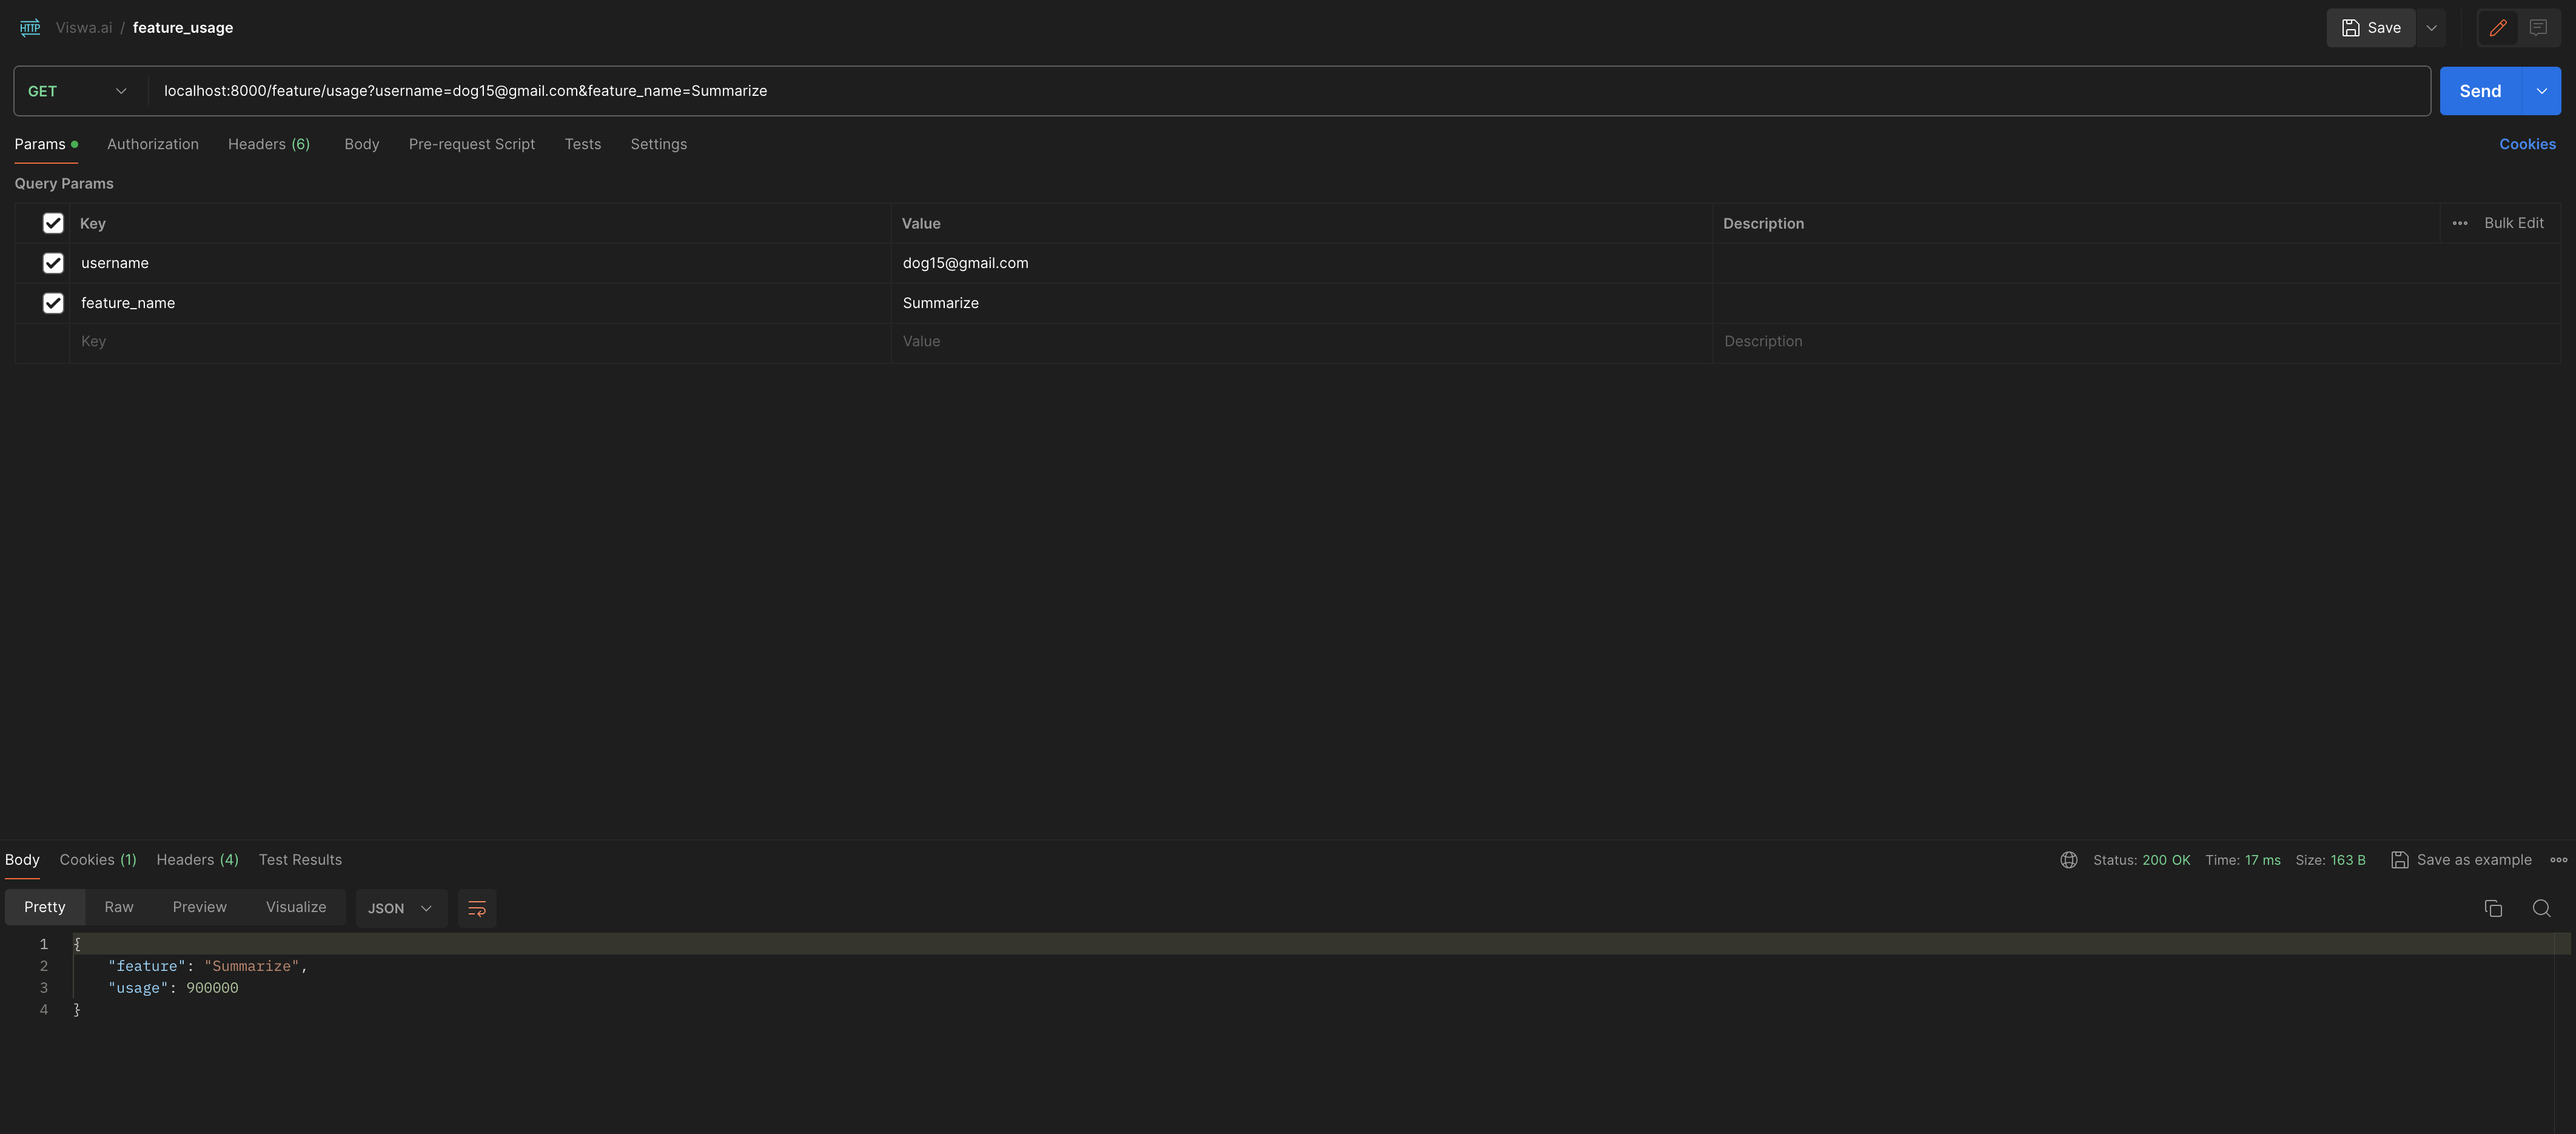 HTTP Viswa.ai / feature_usage Save
GET localhost:8000/feature/usage?username=dog15@gmail.com&feature_name=Summarize Send
Params Authorization Headers (6) Body Pre-request Script Tests Settings Cookies
Query Params
Key Value Description Bulk Edit
username dog15@gmail.com
feature_name Summarize
Key Value Description
Body Cookies (1) Headers (4) Test Results Status: 200 OK Time: 17 ms Size: 163 B Save as example
Pretty Raw Preview Visualize JSON
1 {
2 "feature": "Summarize",
3 "usage": 900000
4 }